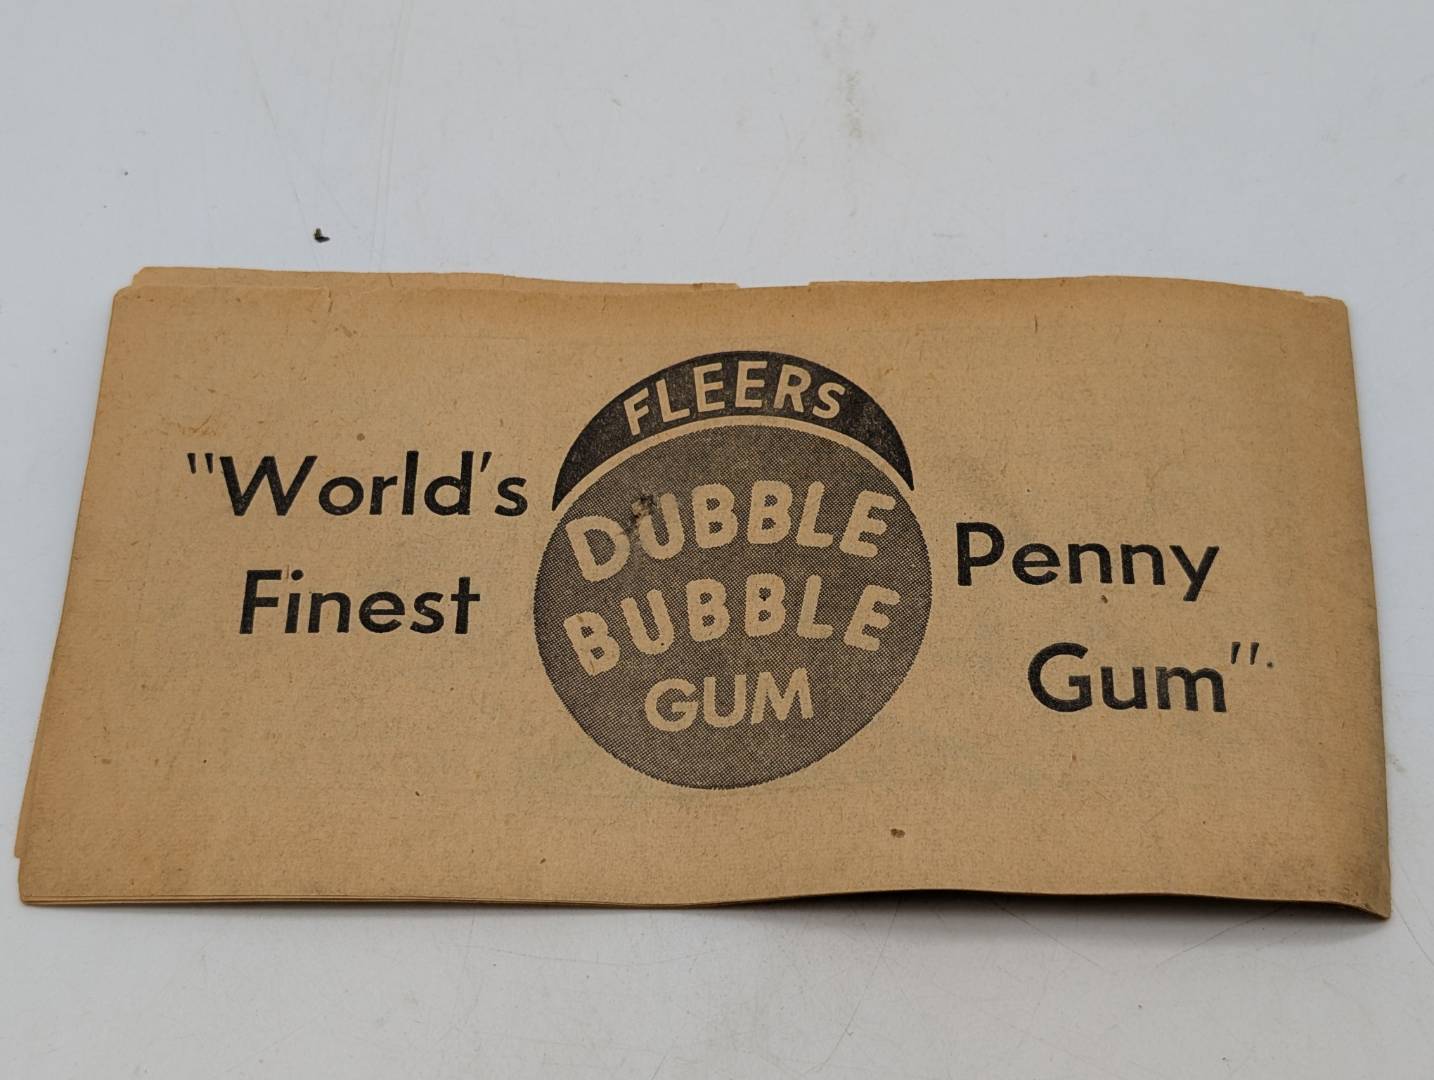 "World's
Finest
FLEERS
DUBBLE
BUBBLE
GUM
Penny
Gum"